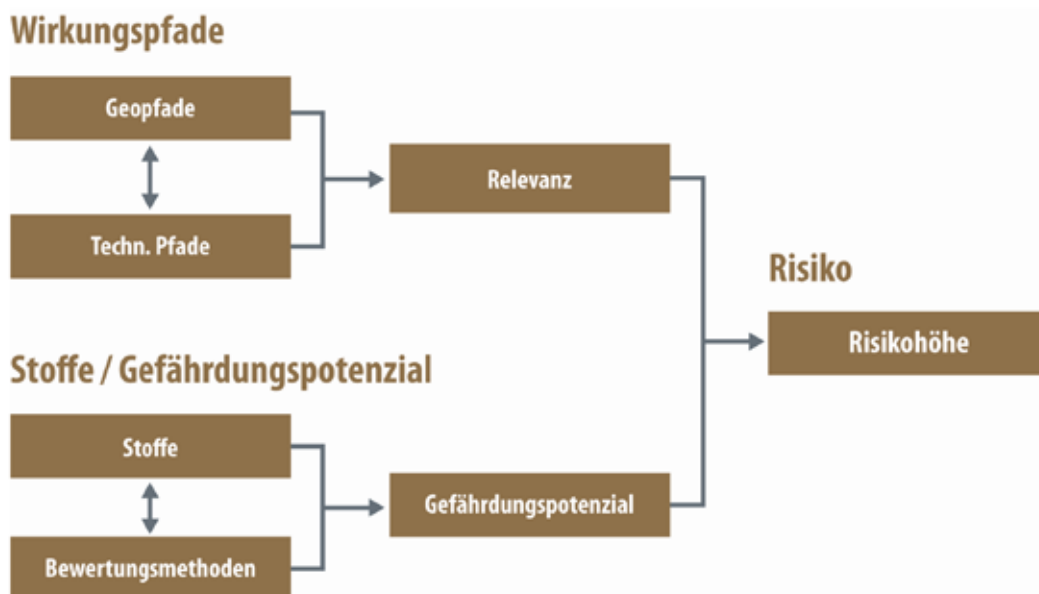 Wirkungspfade
Geopfade
Techn. Pfade
Relevanz
Risiko
Risikohöhe
Stoffe / Gefährdungspotenzial
Stoffe
Bewertungsmethoden
Gefährdungspotenzial